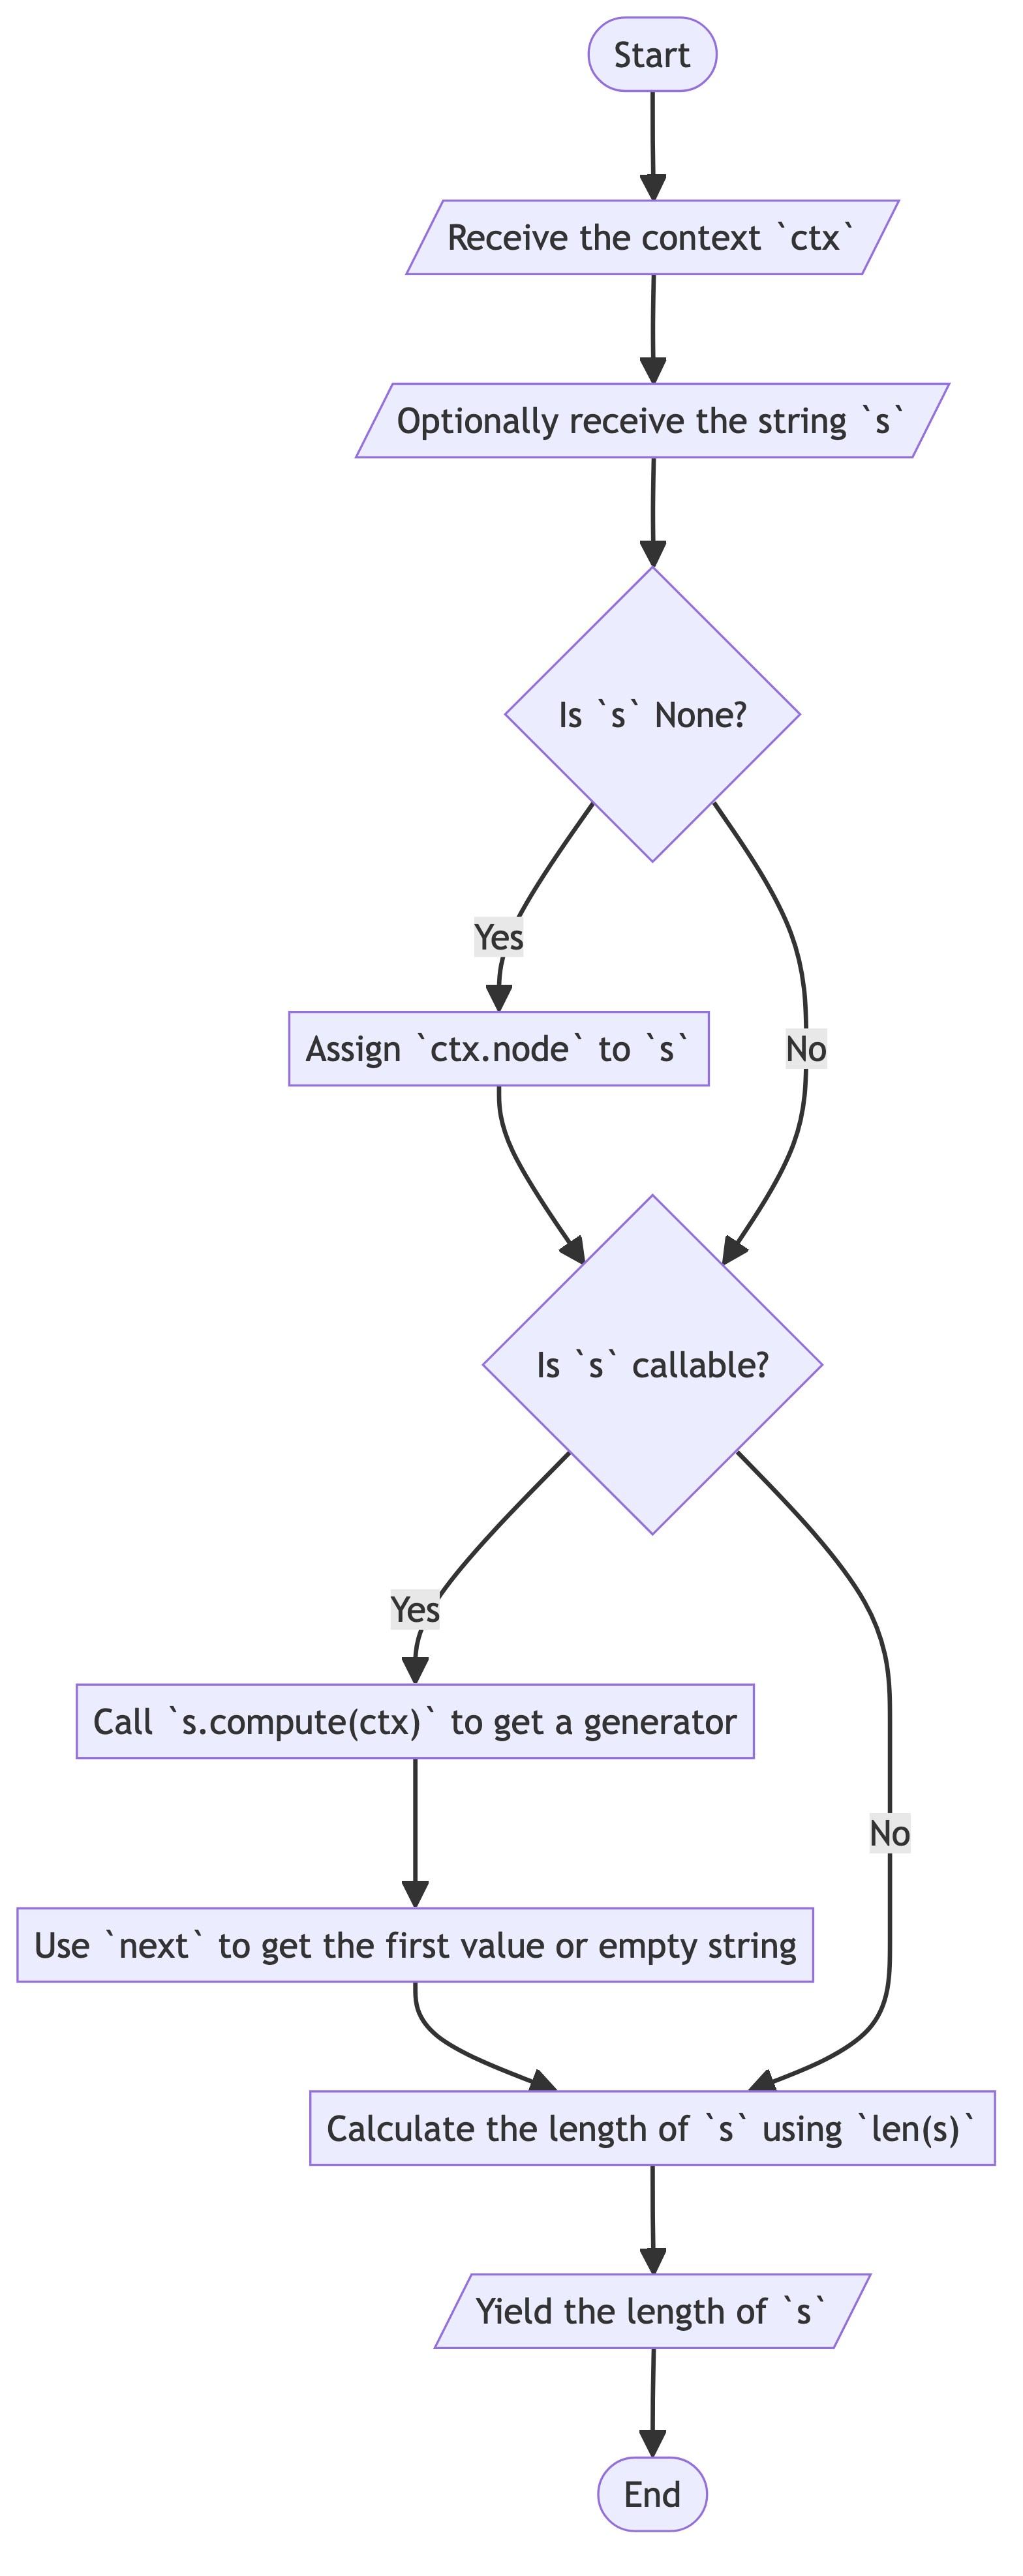 Start
Receive the context `ctx`
Optionally receive the string `s`
Is `s` None?
Yes
Assign `ctx.node` to `s`
No
Is `s` callable?
Yes
Call `s.compute(ctx)` to get a generator
No
Use `next` to get the first value or empty string
Calculate the length of `s` using `len(s)`
Yield the length of `s`
End